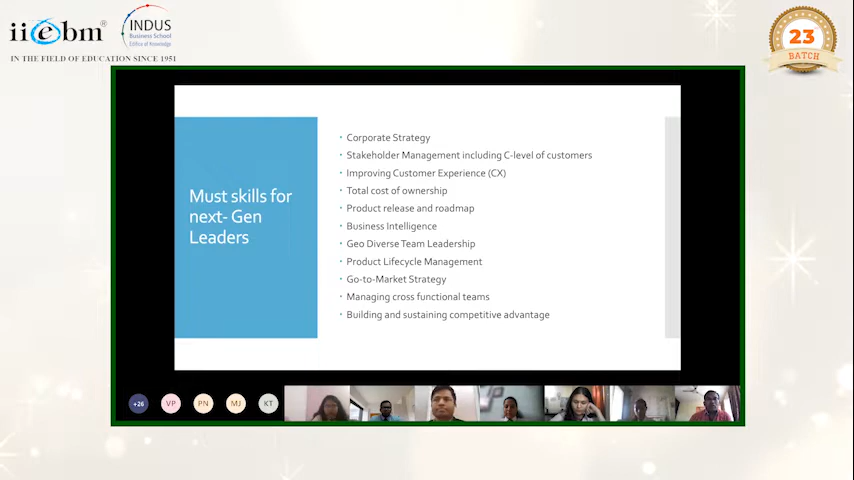 iiebm®
INDUS
Business School
Ethics of Knowledge
IN THE FIELD OF EDUCATION SINCE 1951
23
BATCH
Must skills for
next- Gen
Leaders
• Corporate Strategy
• Stakeholder Management including C-level of customers
• Improving Customer Experience (CX)
• Total cost of ownership
• Product release and roadmap
• Business Intelligence
• Geo Diverse Team Leadership
• Product Lifecycle Management
• Go-to-Market Strategy
• Managing cross functional teams
• Building and sustaining competitive advantage
+26 VP PN MJ KT